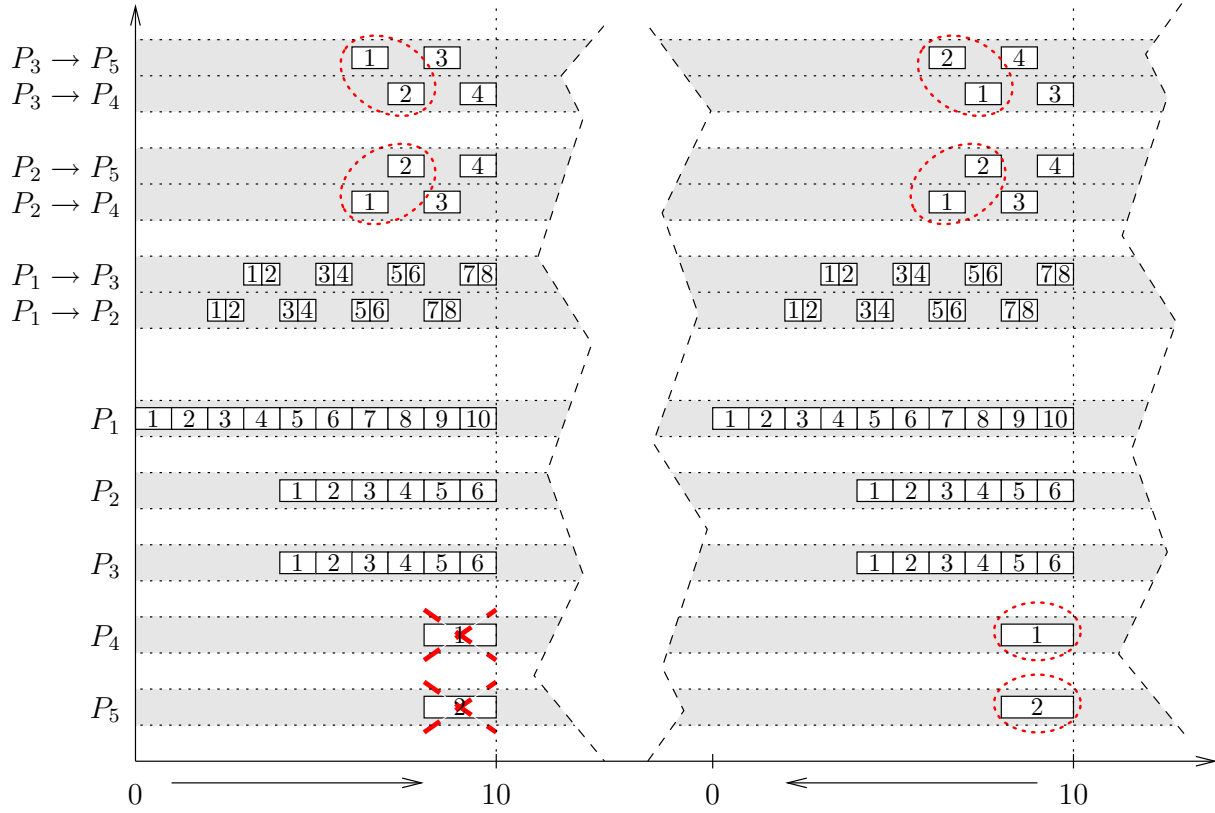 P₃ → P₅ 1 3 2 4
P₃ → P₄ 2 4 1 3
P₂ → P₅ 2 4 2 4
P₂ → P₄ 1 3 1 3
P₁ → P₃ 1 2 3 4 5 6 7 8 1 2 3 4 5 6 7 8
P₁ → P₂ 1 2 3 4 5 6 7 8 1 2 3 4 5 6 7 8
P₁ 1 2 3 4 5 6 7 8 9 10 1 2 3 4 5 6 7 8 9 10
P₂ 1 2 3 4 5 6 1 2 3 4 5 6
P₃ 1 2 3 4 5 6 1 2 3 4 5 6
P₄ 1 1
P₅ 2 2
0 10 0 10